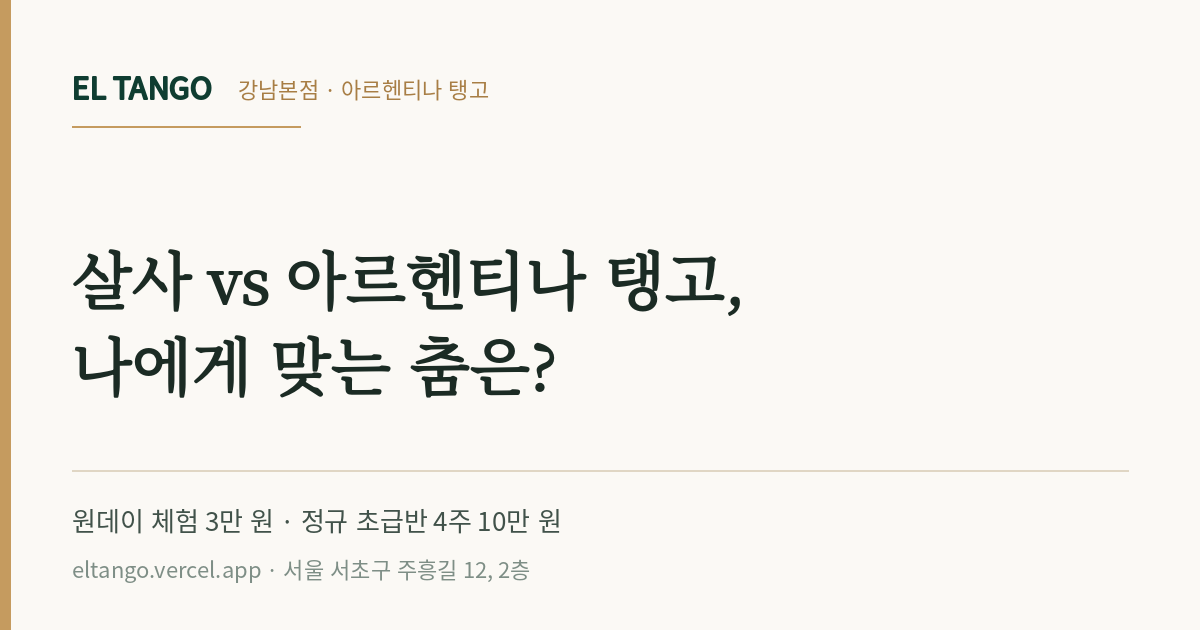 EL TANGO 강남본점 · 아르헨티나 탱고
살사 vs 아르헨티나 탱고,
나에게 맞는 춤은?
원데이 체험 3만 원 · 정규 초급반 4주 10만 원
eltango.vercel.app · 서울 서초구 주흥길 12, 2층